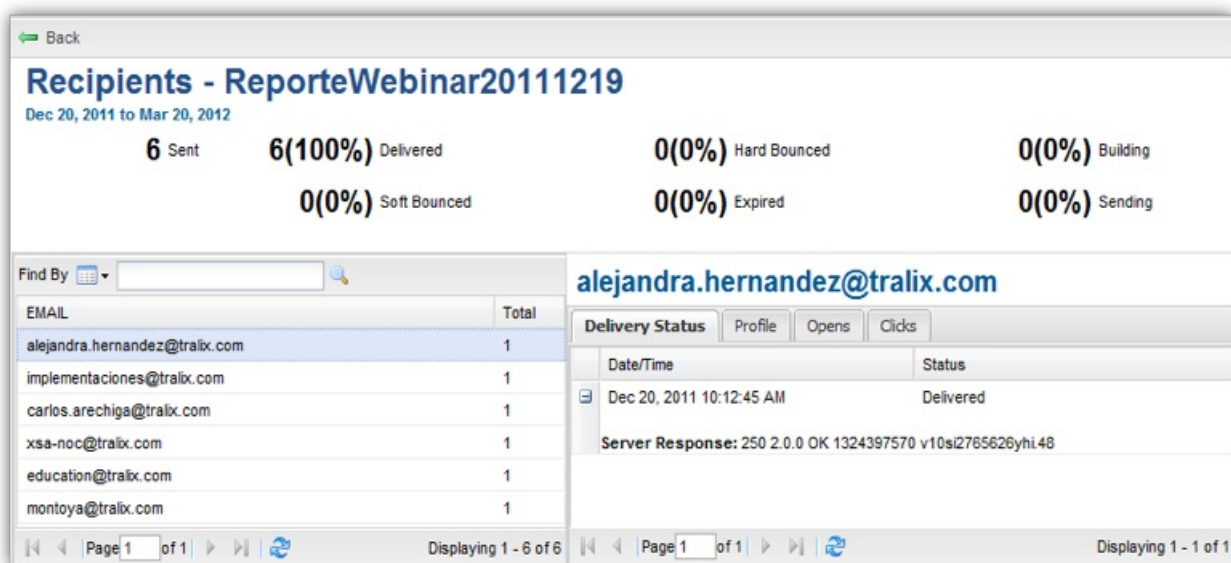 Back
Recipients - ReporteWebinar20111219
Dec 20, 2011 to Mar 20, 2012
6 Sent 6(100%) Delivered 0(0%) Hard Bounced 0(0%) Building
0(0%) Soft Bounced 0(0%) Expired 0(0%) Sending
Find By
EMAIL Total
alejandra.hernandez@tralix.com 1
implementaciones@tralix.com 1
carlos.arechiga@tralix.com 1
xsa-noc@tralix.com 1
education@tralix.com 1
montoya@tralix.com 1
Page 1 of 1 Displaying 1 - 6 of 6
alejandra.hernandez@tralix.com
Delivery Status Profile Opens Clicks
Date/Time Status
Dec 20, 2011 10:12:45 AM Delivered
Server Response: 250 2.0.0 OK 1324397570 v10si2765626yhi.48
Page 1 of 1 Displaying 1 - 1 of 1